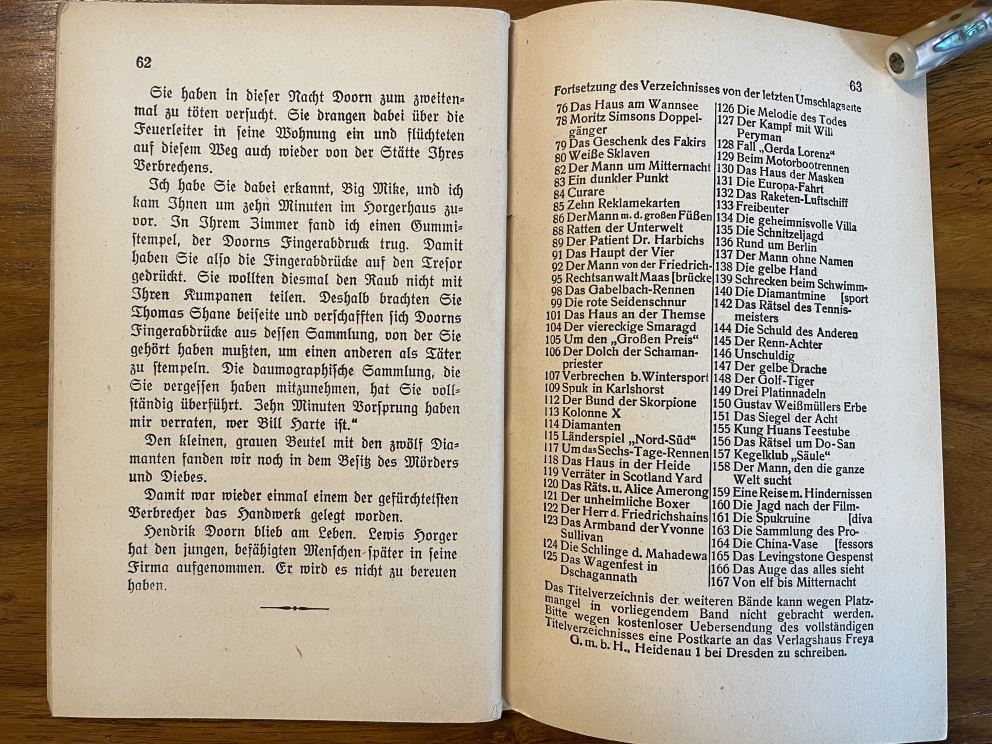 62
Sie haben in dieser Nacht Doorn zum zweiten-
mal zu töten versucht. Sie drangen dabei über die
Feuerleiter in seine Wohnung ein und flüchteten
auf diesem Weg auch wieder von der Stätte Ihres
Verbrechens.
Ich habe Sie dabei erkannt, Big Mike, und ich
kam Ihnen um zehn Minuten im Horgerhaus zu-
vor. In Ihrem Zimmer fand ich einen Gummi-
stempel, der Doorns Fingerabdruck trug. Damit
haben Sie also die Fingerabdrücke auf den Tresor
gedrückt. Sie wollten diesmal den Raub nicht mit
Ihren Kumpanen teilen. Deshalb brachten Sie
Thomas Shane beiseite und verschafften sich Doorns
Fingerabdrücke aus dessen Sammlung, von der Sie
gehört haben mußten, um einen anderen als Täter
zu stempeln. Die daumographische Sammlung, die
Sie vergessen haben mitzunehmen, hat Sie voll-
ständig überführt. Zehn Minuten Vorsprung haben
mir verraten, wer Bill Harte ist.“
Den kleinen, grauen Beutel mit den zwölf Dia-
manten fanden wir noch in dem Besitz des Mörders
und Diebes.
Damit war wieder einmal einem der gefürchtetsten
Verbrecher das Handwerk gelegt worden.
Hendrik Doorn blieb am Leben. Lewis Horger
hat den jungen, befähigten Menschen später in seine
Firma aufgenommen. Er wird es nicht zu bereuen
haben.
63
Fortsetzung des Verzeichnisses von der letzten Umschlagseite
76 Das Haus am Wannsee
78 Moritz Simsons Doppel-
gänger
79 Das Geschenk des Fakirs
80 Weiße Sklaven
82 Der Mann um Mitternacht
83 Ein dunkler Punkt
84 Curare
85 Zehn Reklamekarten
86 Der Mann m. d. großen Füßen
88 Ratten der Unterwelt
89 Der Patient Dr. Harbichs
91 Das Haupt der Vier
92 Der Mann von der Friedrich-
95 Rechtsanwalt Maas [brücke
98 Das Gabelbach-Rennen
99 Die rote Seidenschnur
101 Das Haus an der Themse
104 Der viereckige Smaragd
105 Um den „Großen Preis“
106 Der Dolch der Schaman-
priester
107 Verbrechen b. Wintersport
109 Spuk in Karlshorst
112 Der Bund der Skorpione
113 Kolonne X
114 Diamanten
115 Länderspiel „Nord-Süd“
117 Um das Sechs-Tage-Rennen
118 Das Haus in der Heide
119 Verräter in Scotland Yard
120 Das Räts. u. Alice Amerong
121 Der unheimliche Boxer
122 Der Herr d. Friedrichshains
123 Das Armband der Yvonne
Sullivan
124 Die Schlinge d. Mahadewa
125 Das Wagenfest in
Dschagannath
126 Die Melodie des Todes
127 Der Kampf mit Will
Peryman
128 Fall „Gerda Lorenz“
129 Beim Motorbootrennen
130 Das Haus der Masken
131 Die Europa-Fahrt
132 Das Raketen-Luftschiff
133 Freibeuter
134 Die geheimnisvolle Villa
135 Die Schnitzeljagd
136 Rund um Berlin
137 Der Mann ohne Namen
138 Die gelbe Hand
139 Schrecken beim Schwimm-
140 Die Diamantmine [sport
142 Das Rätsel des Tennis-
meisters
144 Die Schuld des Anderen
145 Der Renn-Achter
146 Unschuldig
147 Der gelbe Drache
148 Der Golf-Tiger
149 Drei Platinnadeln
150 Gustav Weißmüllers Erbe
151 Das Siegel der Acht
155 Kung Huans Teestube
156 Das Rätsel um Do-San
157 Kegelklub „Säule“
158 Der Mann, den die ganze
Welt sucht
159 Eine Reise m. Hindernissen
160 Die Jagd nach der Film-
161 Die Spukruine [diva
163 Die Sammlung des Pro-
164 Die China-Vase [fessors
165 Das Levingstone Gespenst
166 Das Auge das alles sieht
167 Von elf bis Mitternacht
Das Titelverzeichnis der weiteren Bände kann wegen Platz-
mangel in vorliegendem Band nicht gebracht werden.
Bitte wegen kostenloser Uebersendung des vollständigen
Titelverzeichnisses eine Postkarte an das Verlagshaus Freya
G. m. b. H., Heidenau 1 bei Dresden zu schreiben.